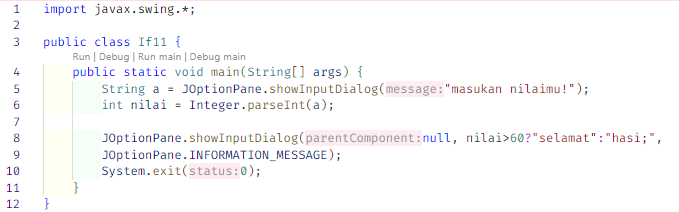 1 import javax.swing.*;
2
3 public class If11 {
Run | Debug | Run main | Debug main
4 public static void main(String[] args) {
5 String a = JOptionPane.showInputDialog(message:"masukan nilaimu!");
6 int nilai = Integer.parseInt(a);
7
8 JOptionPane.showInputDialog(parentComponent:null, nilai>60?"selamat":"hasi;",
9 JOptionPane.INFORMATION_MESSAGE);
10 System.exit(status:0);
11 }
12 }